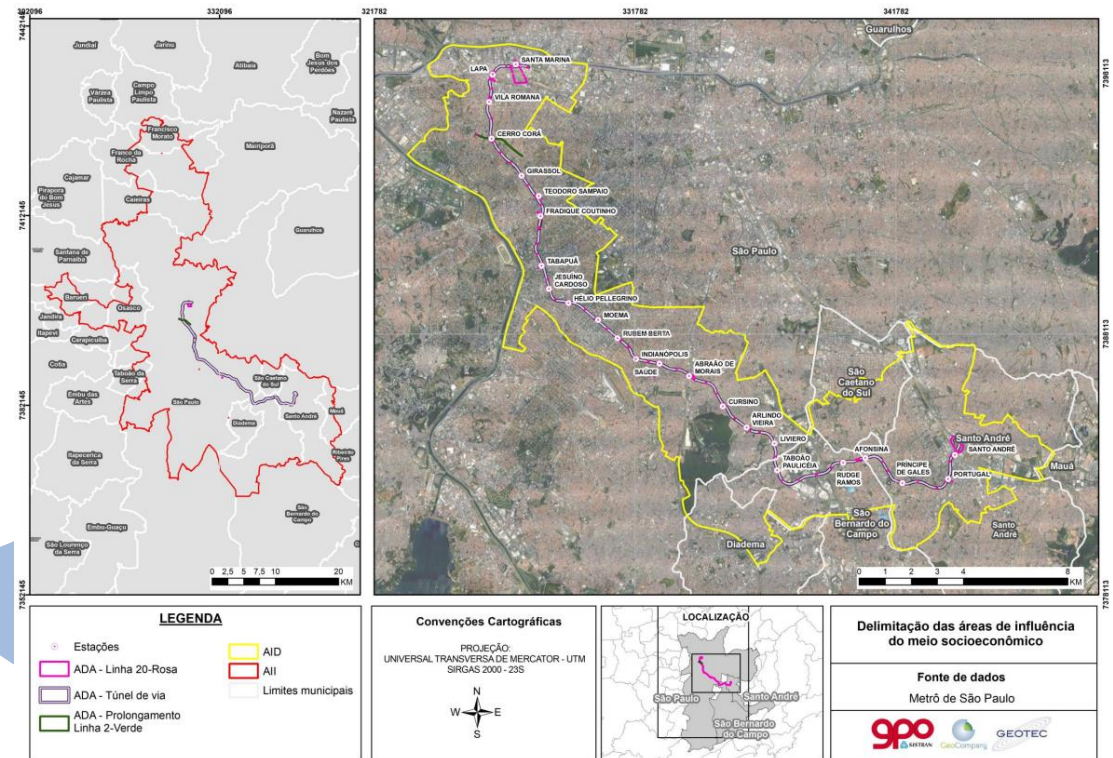 302096
332096
321782
331782
341782
7442145
7412145
7382145
7352145
7398113
7388113
7378113
Jundiaí
Jarinu
Atibaia
Bom
Jesus dos
Perdões
Várzea
Paulista
Campo
Limpo
Paulista
Nazaré
Paulista
Francisco
Morato
Mairiporã
Franco da
Rocha
Cajamar
Pirapora
do Bom
Jesus
Caieiras
Guarulhos
Santana de
Parnaíba
Barueri
Osasco
Jandira
Itapevi
Carapicuíba
Cotia
Taboão da
Serra
Embu das
Artes
São Paulo
São Caetano
do Sul
Santo André
Mauá
Diadema
Ribeirão
Pires
Itapecerica
da Serra
Embu-Guaçu
São Lourenço
da Serra
São
Bernardo do
Campo
0 2,5 5 7,5 10 20
KM
Guarulhos
SANTA MARINA
LAPA
VILA ROMANA
CERRO CORÁ
GIRASSOL
TEODORO SAMPAIO
FRADIQUE COUTINHO
São Paulo
TABAPUÃ
JESUÍNO
CARDOSO
HÉLIO PELLEGRINO
MOEMA
RUBEM BERTA
INDIANÓPOLIS
SAÚDE
ABRAÃO DE
MORAIS
São
Caetano
do Sul
CURSINO
ARLINDO
VIEIRA
LIVIERO
TABOÃO
PAULICÉIA
AFONSINA
RUDGE
RAMOS
PRÍNCIPE
DE GALES
Santo André
SANTO ANDRÉ
PORTUGAL
Mauá
São
Bernardo do
Campo
Santo
André
Diadema
0 1 2 3 4 8
KM
LEGENDA
Estações
ADA - Linha 20-Rosa
ADA - Túnel de via
ADA - Prolongamento
Linha 2-Verde
AID
AII
Limites municipais
Convenções Cartográficas
PROJEÇÃO:
UNIVERSAL TRANSVERSA DE MERCATOR - UTM
SIRGAS 2000 - 23S
N
W E
S
LOCALIZAÇÃO
São Paulo
Santo André
São Bernardo
do Campo
Delimitação das áreas de influência
do meio socioeconômico
Fonte de dados
Metrô de São Paulo
gpo
SISTRAN
GeoCompany
GEOTEC